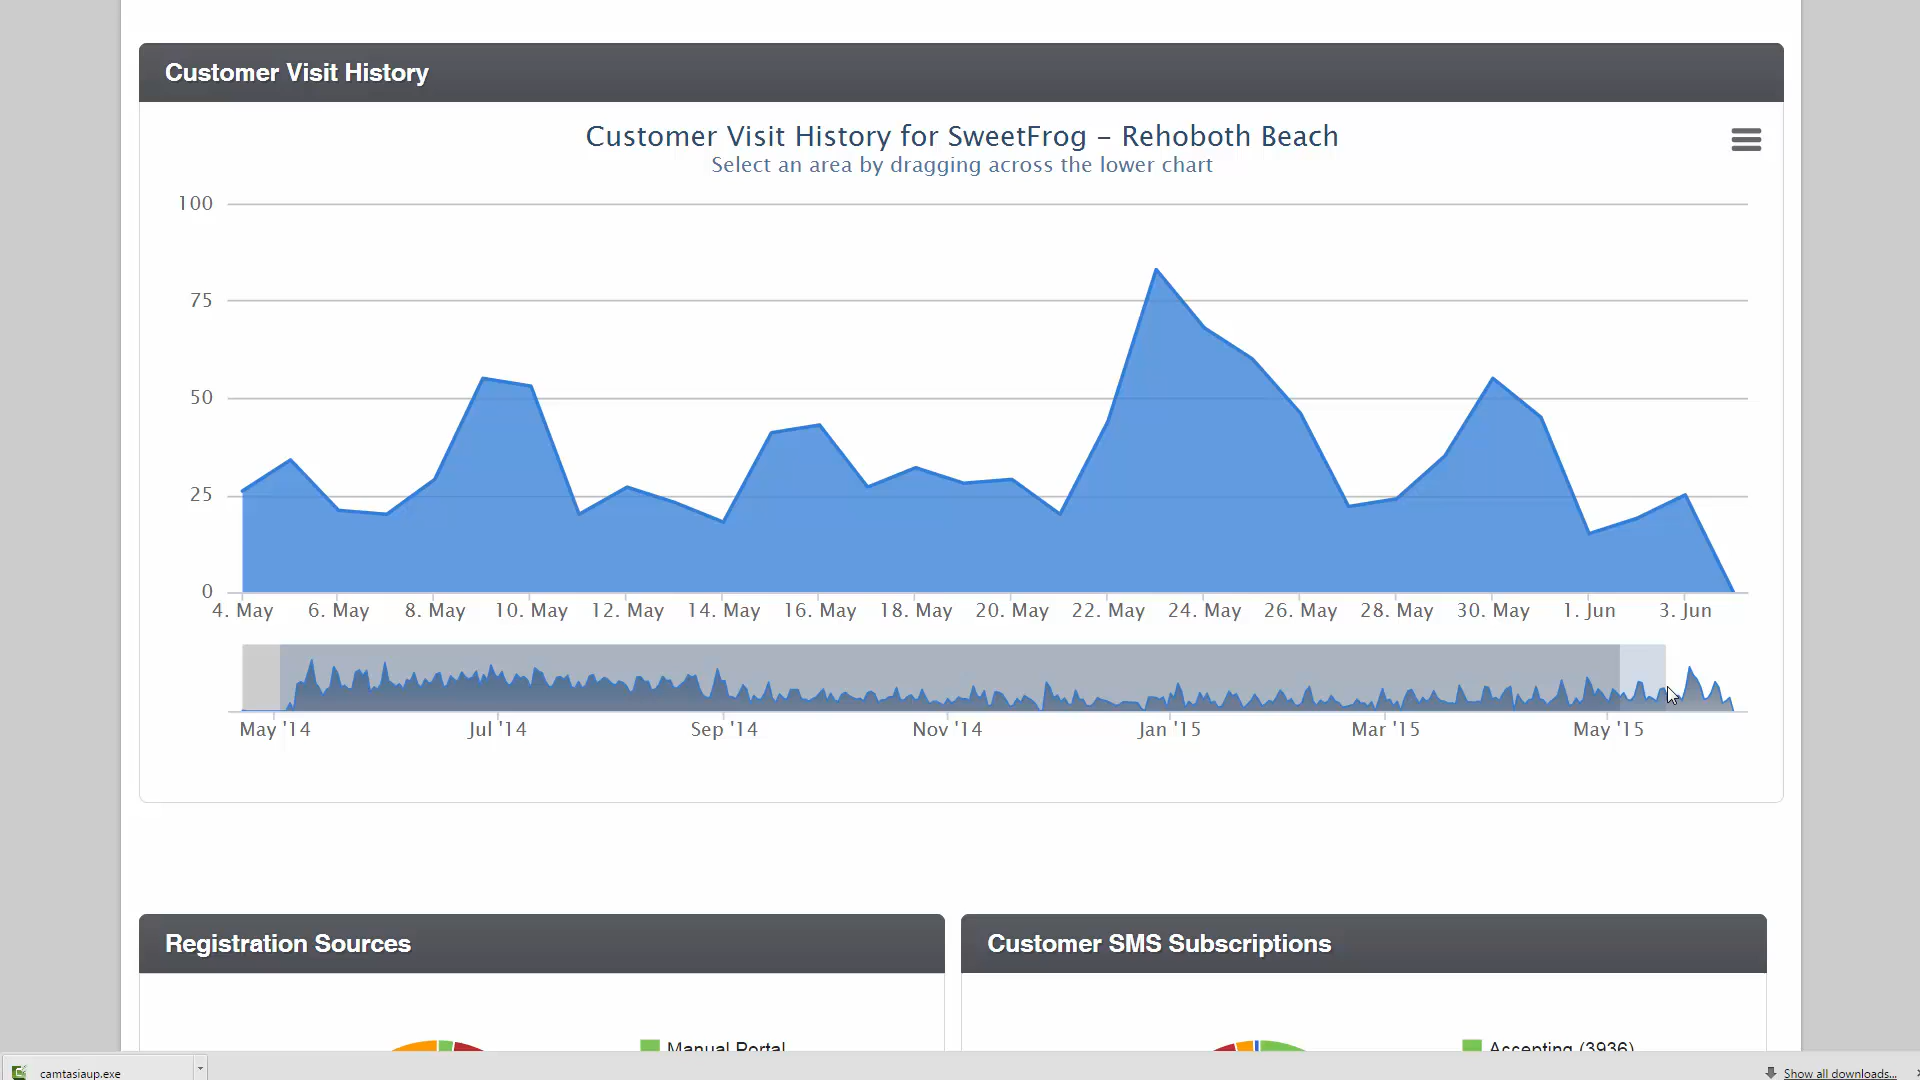 Customer Visit History
Customer Visit History for SweetFrog – Rehoboth Beach
Select an area by dragging across the lower chart
100
75
50
25
0
4. May 6. May 8. May 10. May 12. May 14. May 16. May 18. May 20. May 22. May 24. May 26. May 28. May 30. May 1. Jun 3. Jun
May '14 Jul '14 Sep '14 Nov '14 Jan '15 Mar '15 May '15
Registration Sources
Customer SMS Subscriptions
Manual Portal
Accepting (3936)
camtasiaup.exe
Show all downloads...